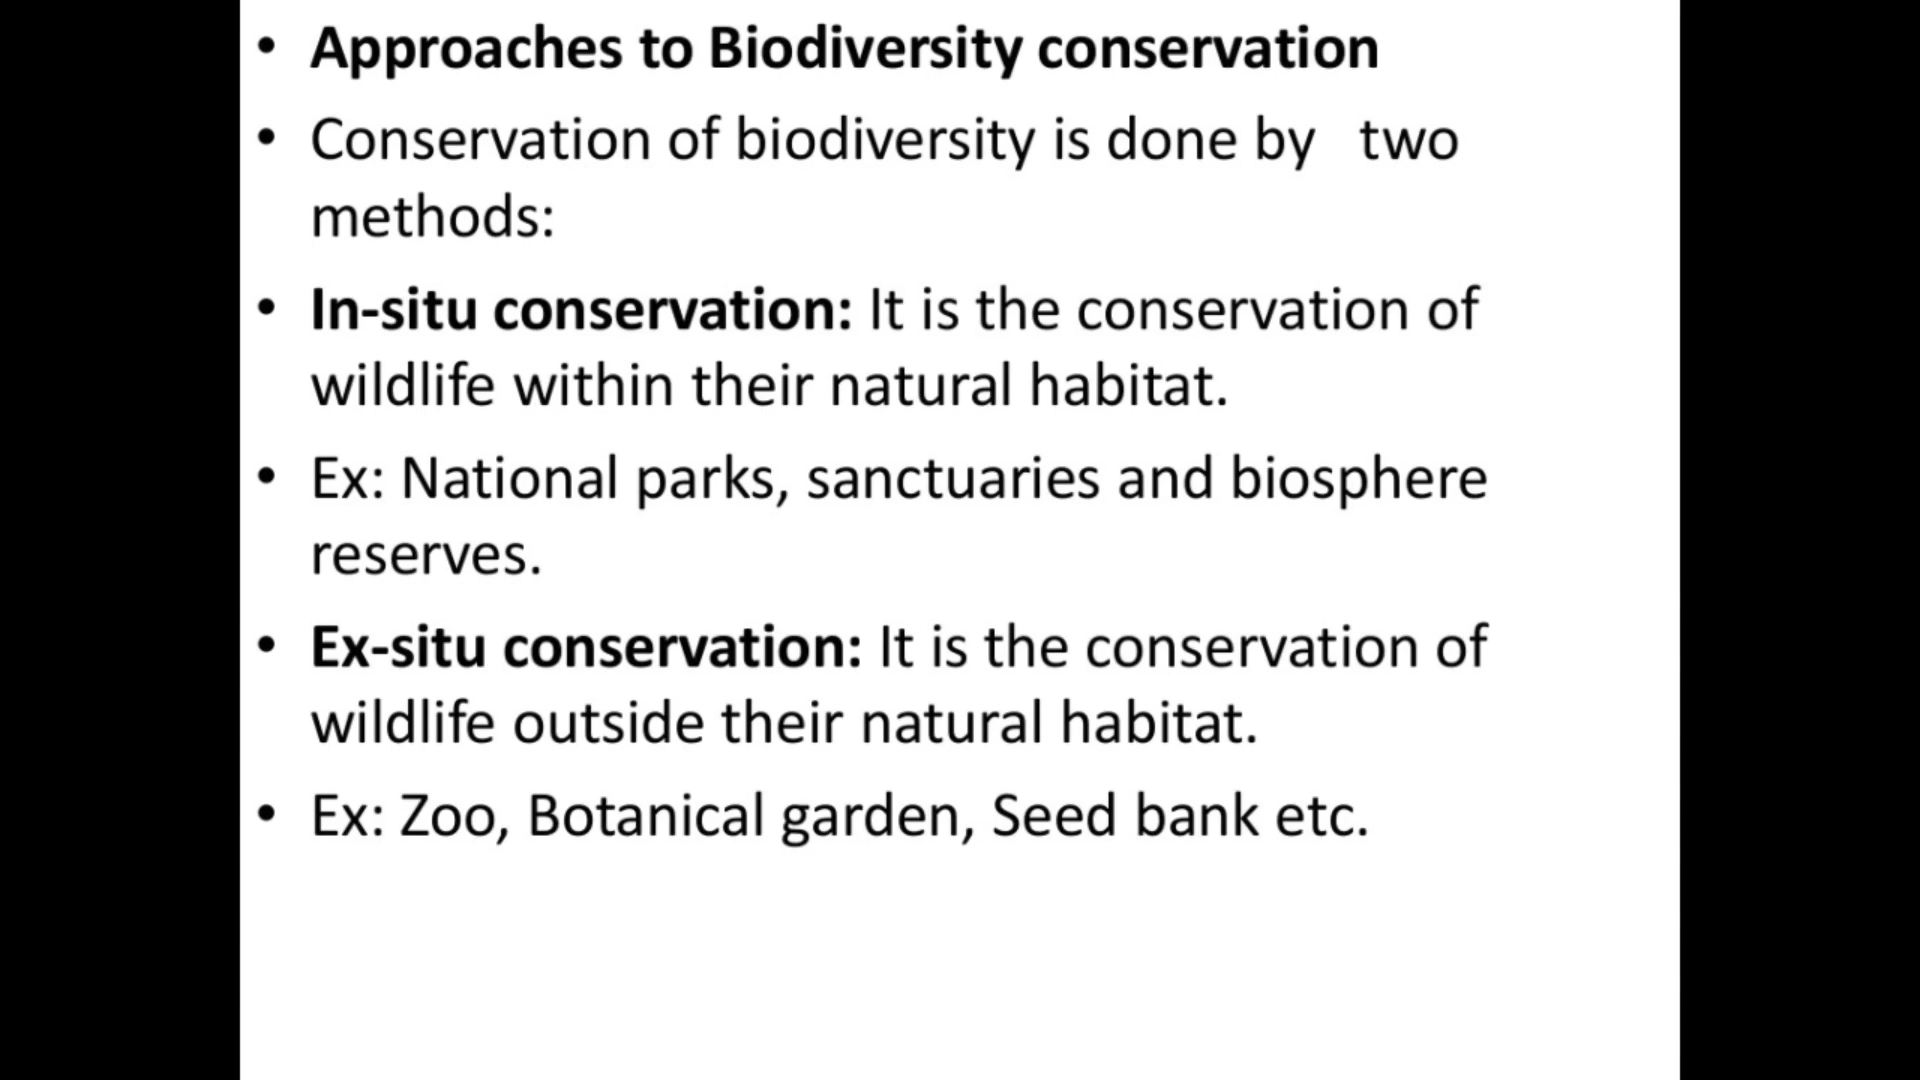 • Approaches to Biodiversity conservation
• Conservation of biodiversity is done by   two
methods:
• In-situ conservation: It is the conservation of
wildlife within their natural habitat.
• Ex: National parks, sanctuaries and biosphere
reserves.
• Ex-situ conservation: It is the conservation of
wildlife outside their natural habitat.
• Ex: Zoo, Botanical garden, Seed bank etc.